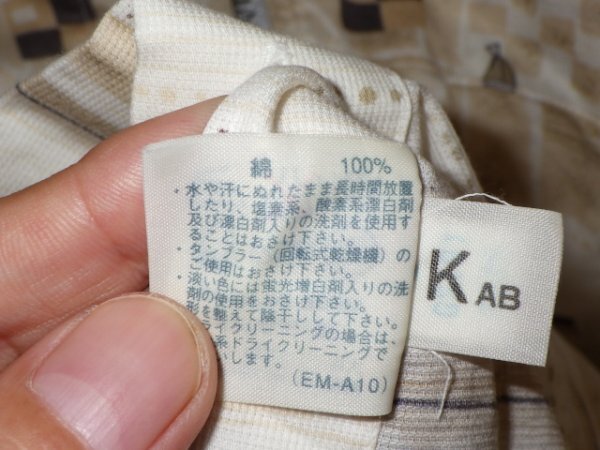 綿 100%
・水や汗にぬれたまま長時間放置
したり、塩素系、酸素系漂白剤
及び漂白剤入りの洗剤を使用す
ることはおさけ下さい。
・タンブラー(回転式乾燥機)の
ご使用はおさけ下さい。
・淡い色には蛍光増白剤入りの洗
剤の使用をおさけ下さい。
形を整えて陰干しして下さい。
ドライクリーニングの場合は、
系ドライクリーニングで
します。
(EM-A10)
K AB